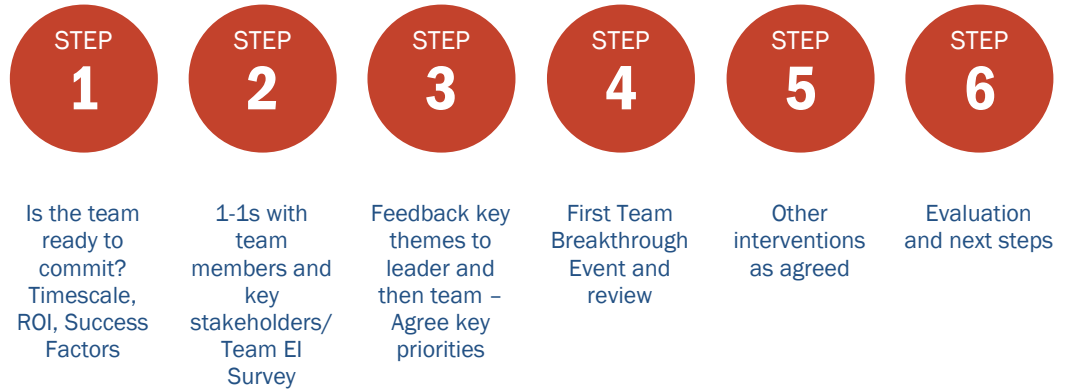 STEP
1
STEP
2
STEP
3
STEP
4
STEP
5
STEP
6
Is the team
ready to
commit?
Timescale,
ROI, Success
Factors
1-1s with
team
members and
key
stakeholders/
Team EI
Survey
Feedback key
themes to
leader and
then team –
Agree key
priorities
First Team
Breakthrough
Event and
review
Other
interventions
as agreed
Evaluation
and next steps